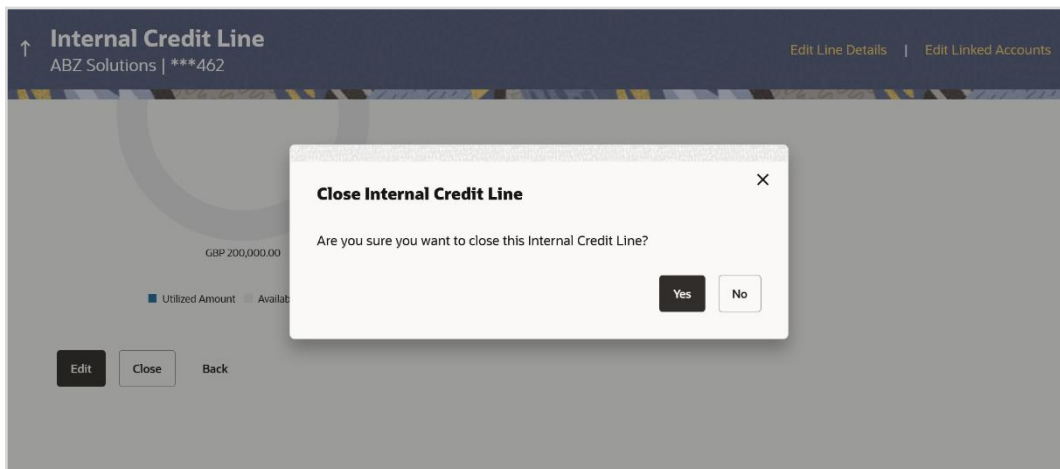 ↑ Internal Credit Line
ABZ Solutions | ***462
Edit Line Details | Edit Linked Accounts
Close Internal Credit Line ×
Are you sure you want to close this Internal Credit Line?
Yes No
GBP 200,000.00
Utilized Amount Availab
Edit Close Back